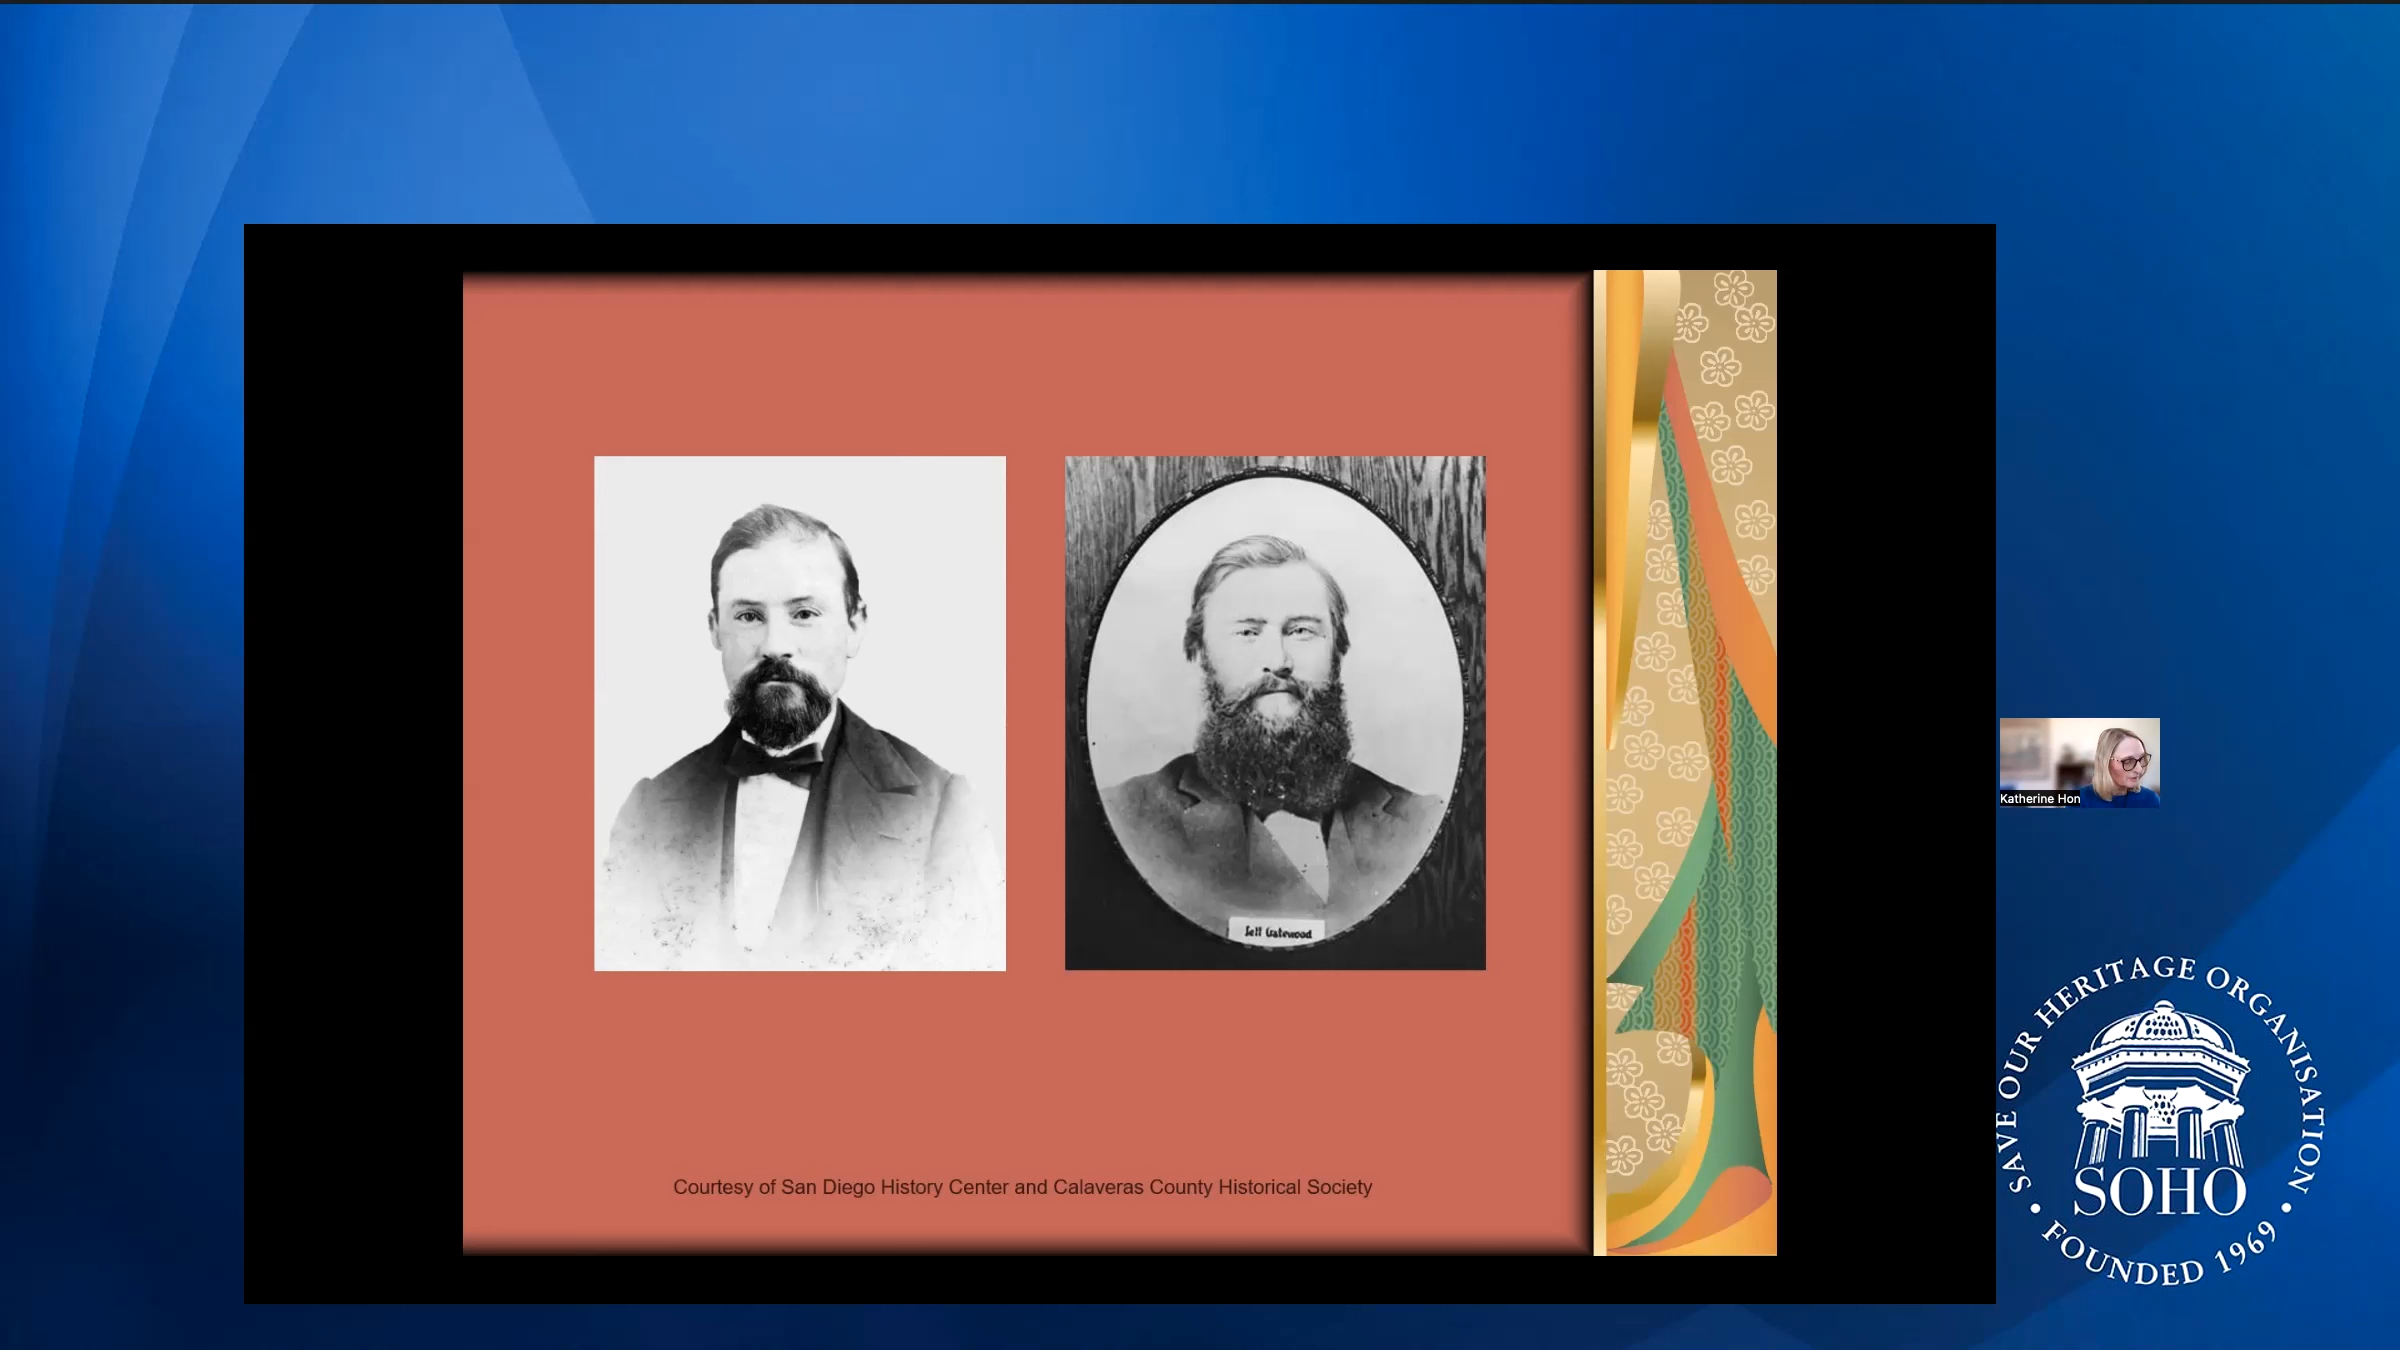 Jeff Gatewood
Courtesy of San Diego History Center and Calaveras County Historical Society
Katherine Hon
SAVE OUR HERITAGE ORGANISATION
SOHO
• FOUNDED 1969 •